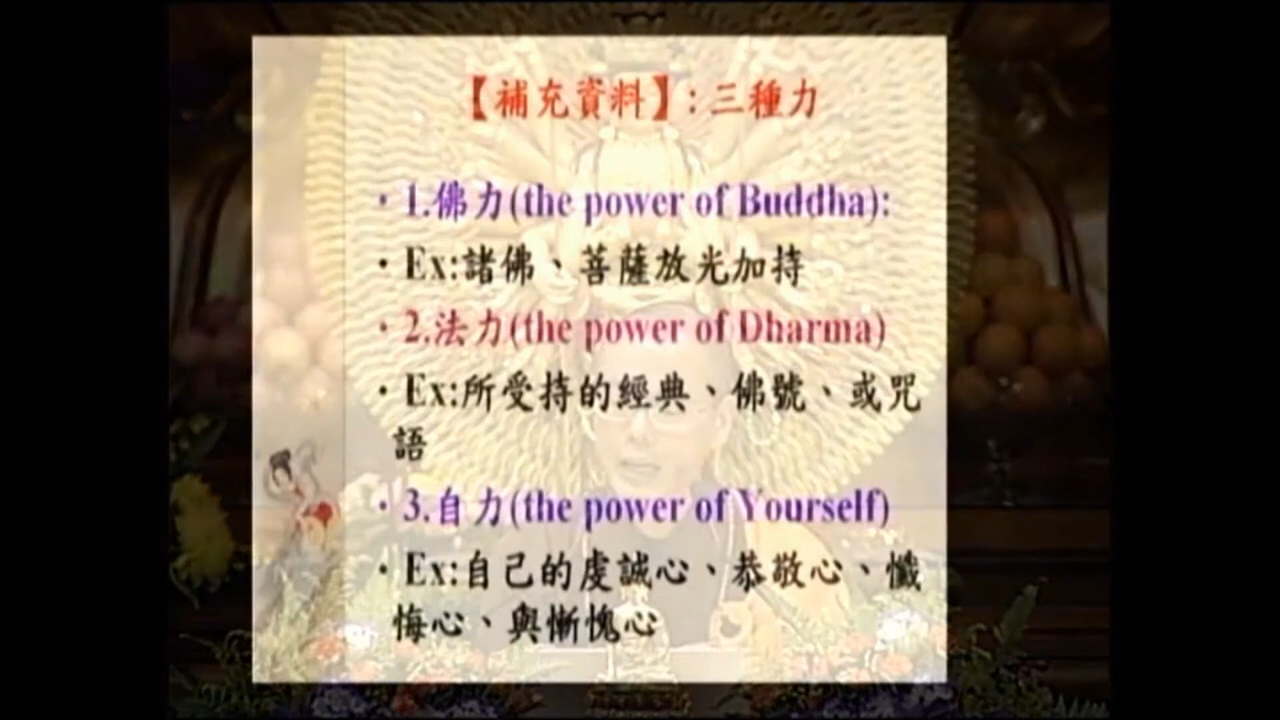 【補充資料】: 三種力
· 1.佛力(the power of Buddha):
· Ex:諸佛、菩薩放光加持
· 2.法力(the power of Dharma)
· Ex:所受持的經典、佛號、或咒
語
· 3.自力(the power of Yourself)
· Ex:自己的虔誠心、恭敬心、懺
悔心、與慚愧心